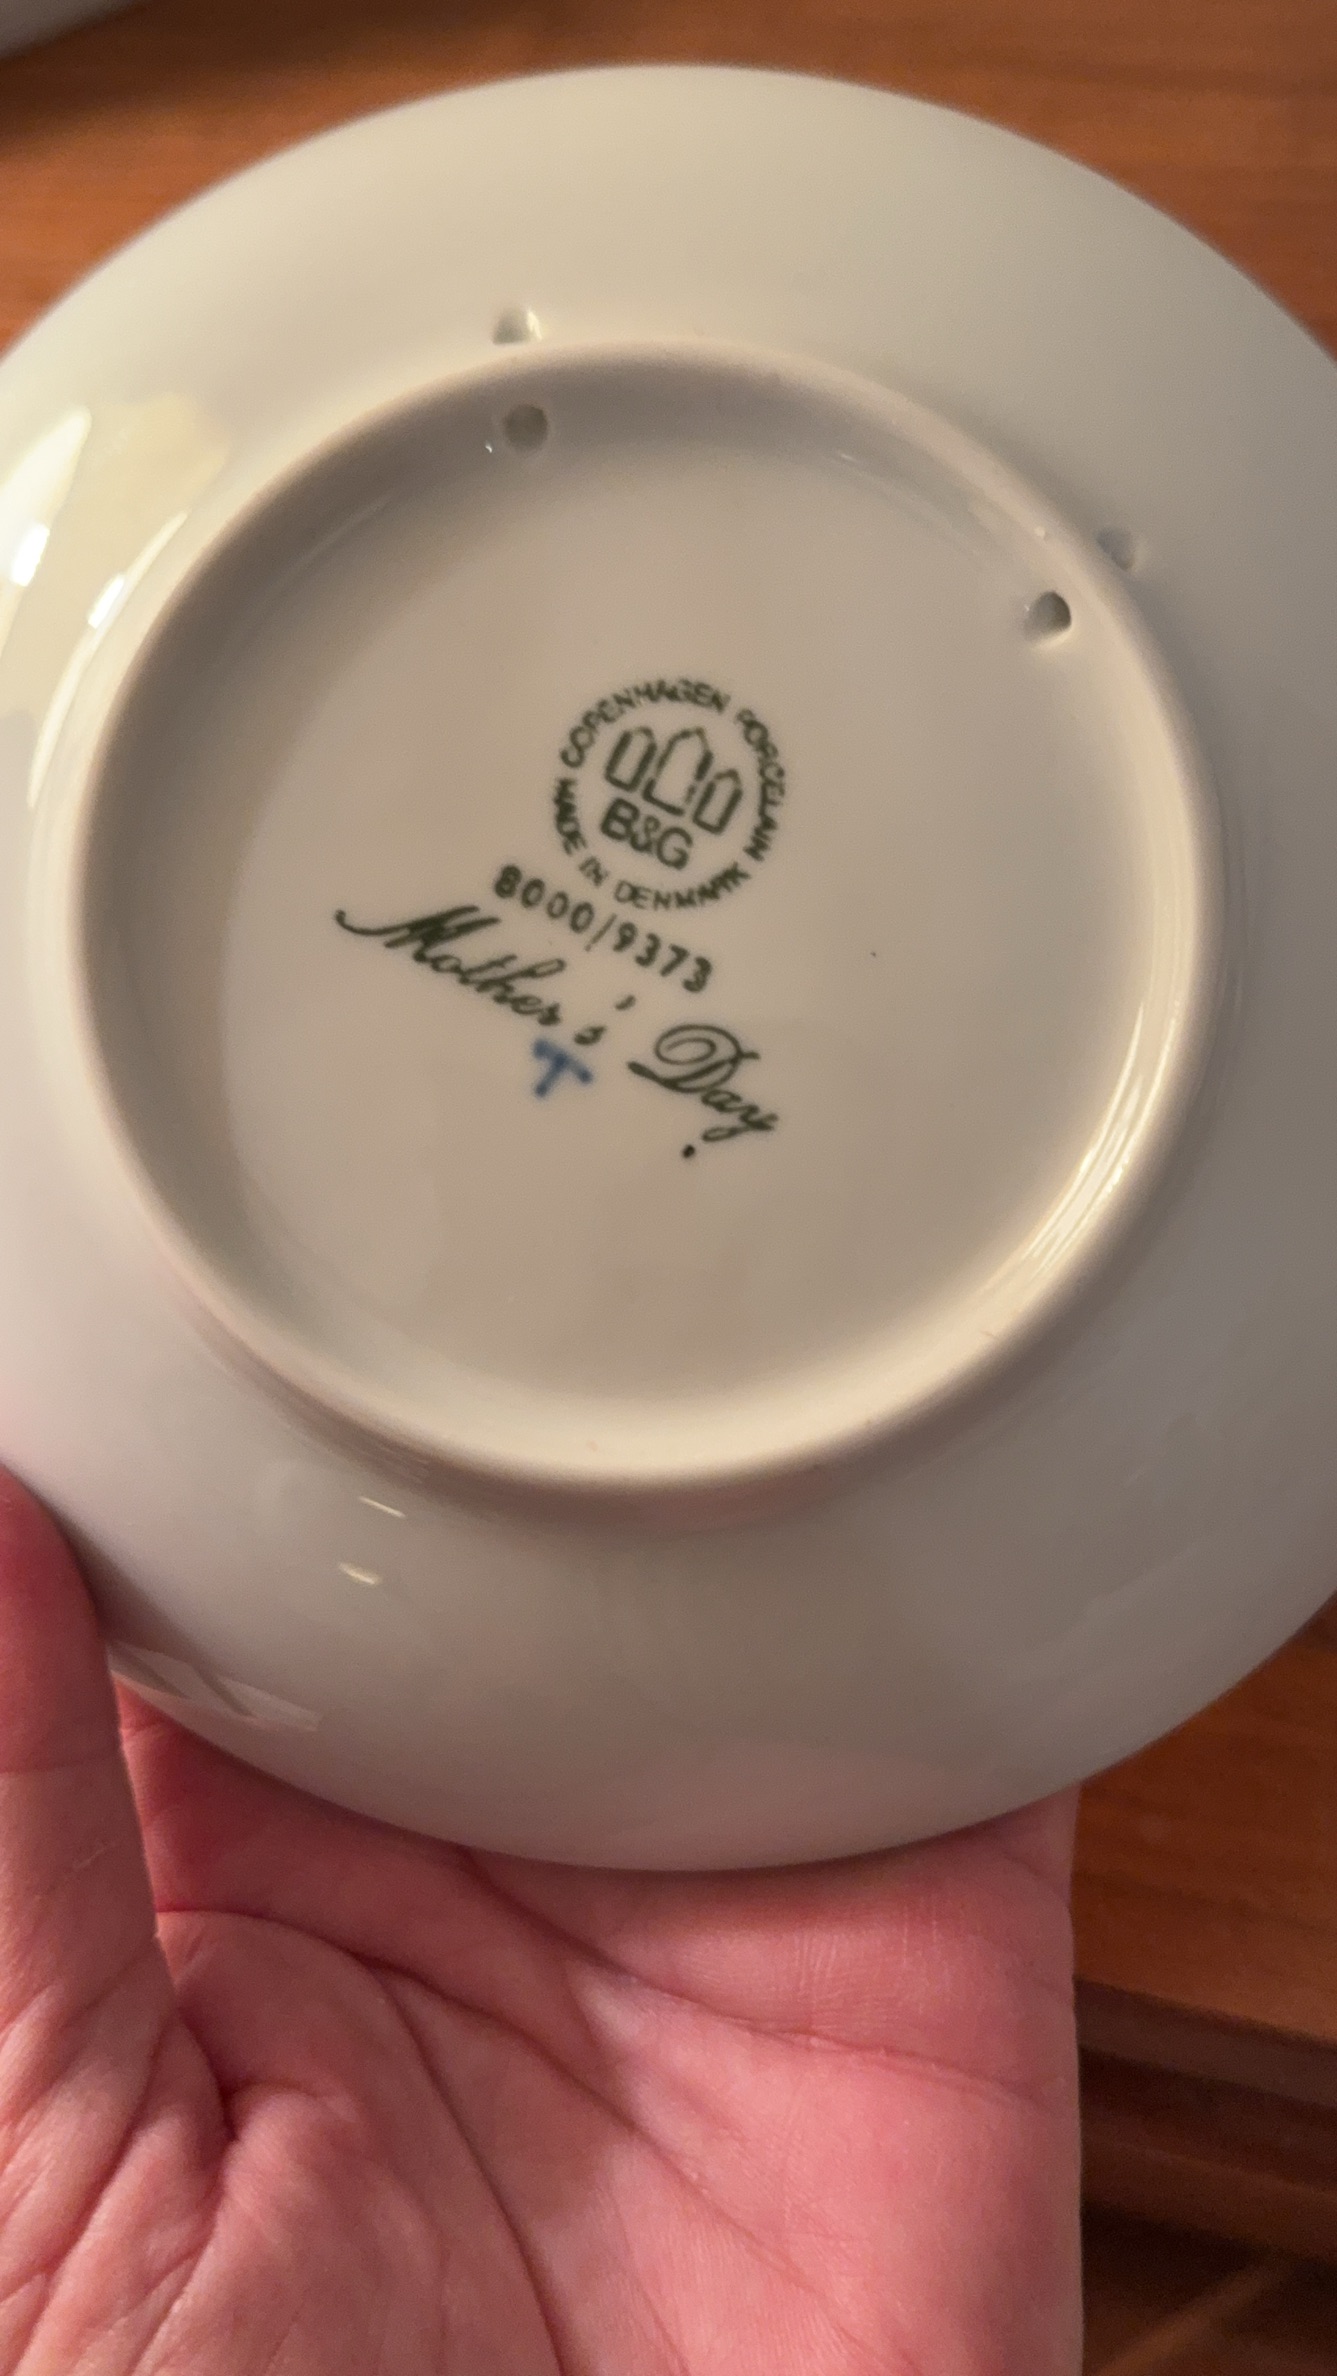 COPENHAGEN PORCELAIN
MADE IN DENMARK
B&G
8000/9373
Mother's Day
T